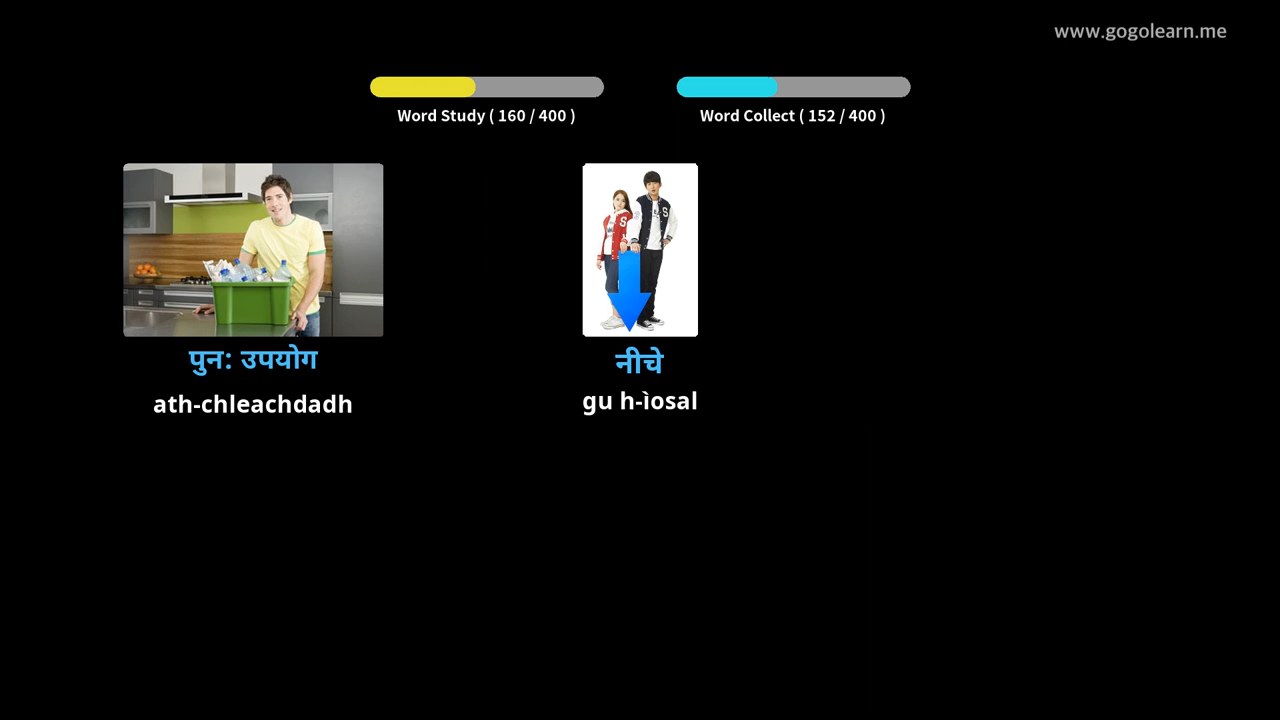 www.gogolearn.me
Word Study ( 160 / 400 )
Word Collect ( 152 / 400 )
S
S
पुन: उपयोग
ath-chleachdadh
नीचे
gu h-ìosal